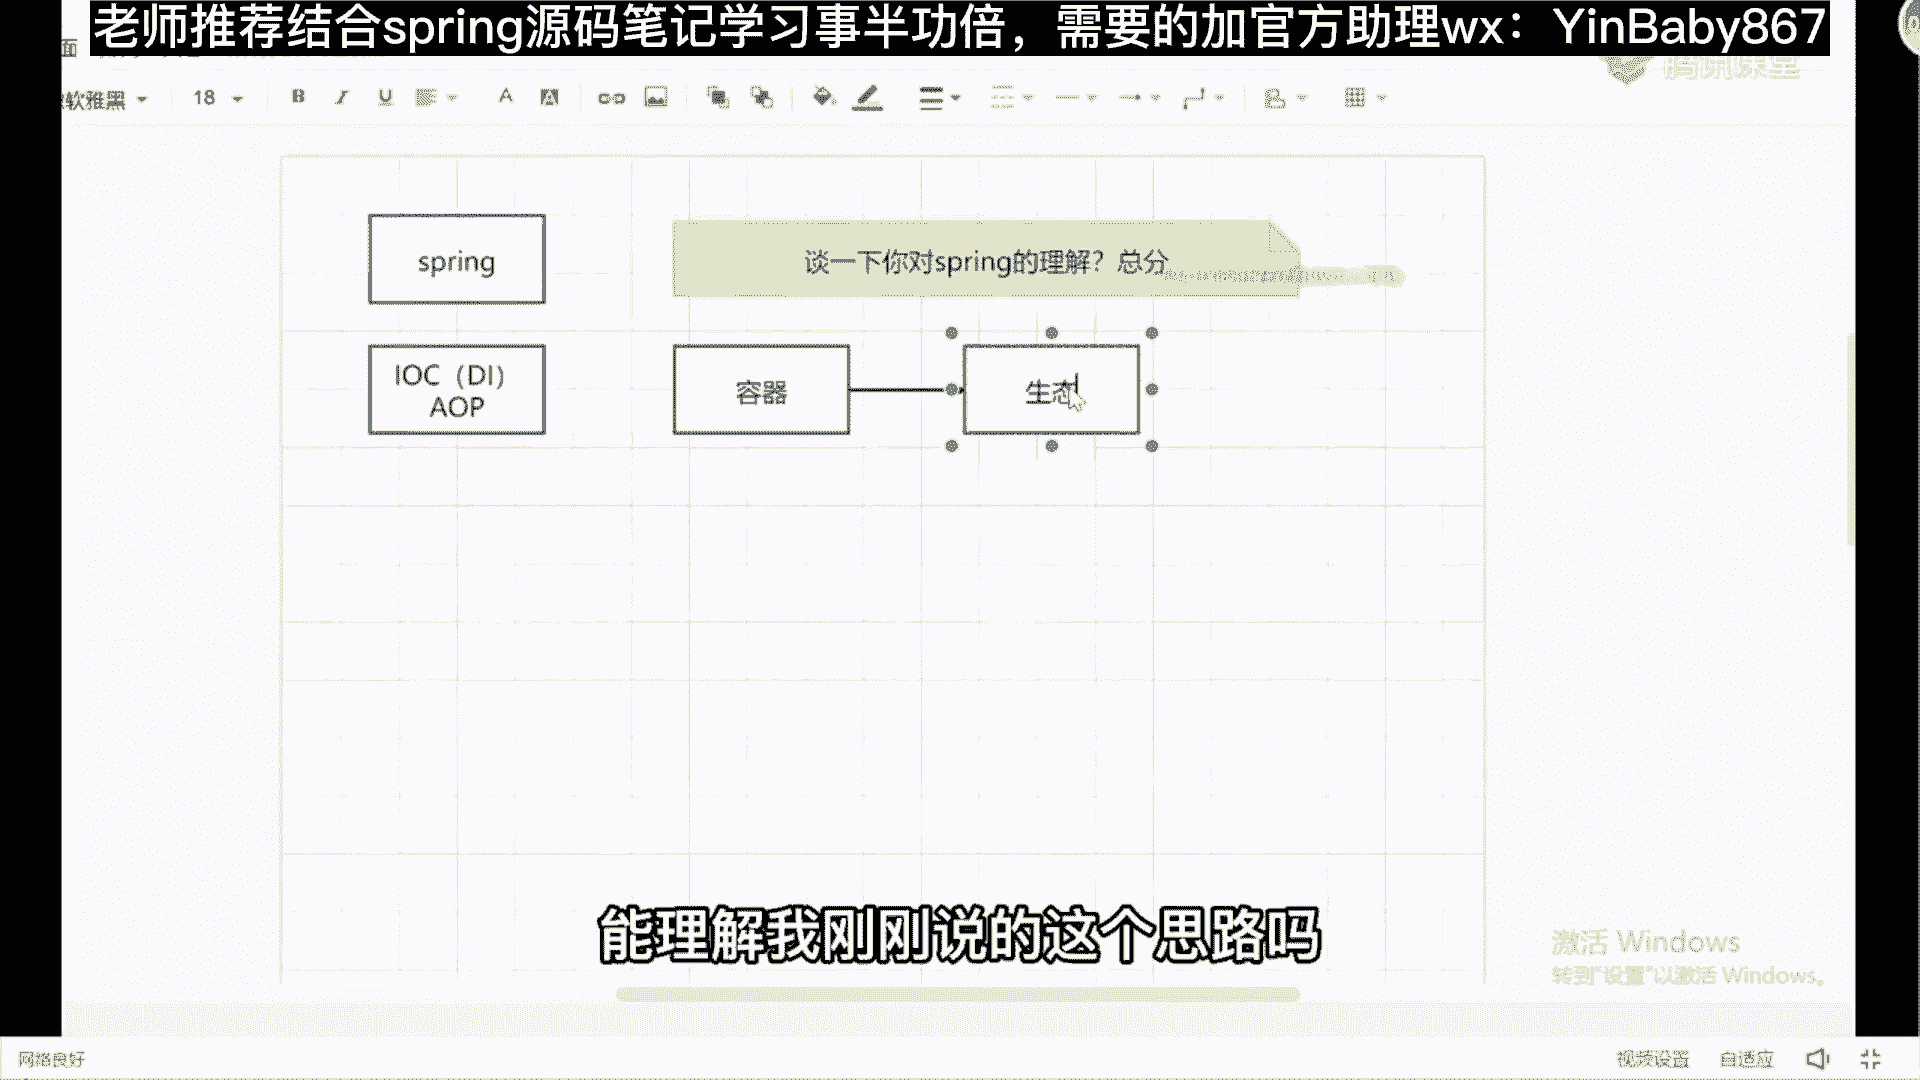 老师推荐结合spring源码笔记学习事半功倍，需要的加官方助理wx：YinBaby867
面
软雅黑
18
B I U
A A
腾讯课堂
spring
谈一下你对spring的理解？总分
IOC（DI）
AOP
容器
生态
能理解我刚刚说的这个思路吗
激活 Windows
转到"设置"以激活 Windows。
网络良好
视频设置
自适应